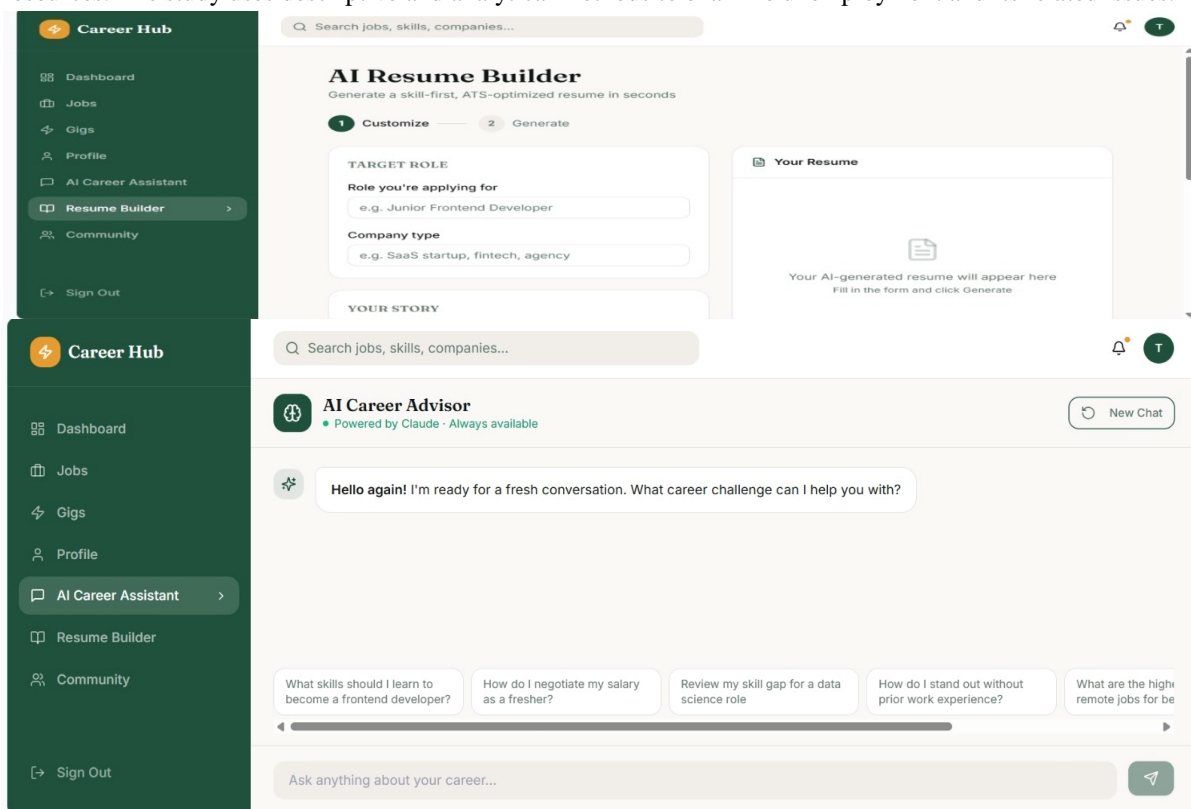 Career Hub
Search jobs, skills, companies...
T
Dashboard
Jobs
Gigs
Profile
AI Career Assistant
Resume Builder
Community
Sign Out
AI Resume Builder
Generate a skill-first, ATS-optimized resume in seconds
1 Customize 2 Generate
TARGET ROLE
Role you're applying for
e.g. Junior Frontend Developer
Company type
e.g. SaaS startup, fintech, agency
YOUR STORY
Your Resume
Your AI-generated resume will appear here
Fill in the form and click Generate
Career Hub
Search jobs, skills, companies...
T
Dashboard
Jobs
Gigs
Profile
AI Career Assistant
Resume Builder
Community
Sign Out
AI Career Advisor
Powered by Claude · Always available
New Chat
Hello again! I'm ready for a fresh conversation. What career challenge can I help you with?
What skills should I learn to
become a frontend developer?
How do I negotiate my salary
as a fresher?
Review my skill gap for a data
science role
How do I stand out without
prior work experience?
What are the
remote jobs for
Ask anything about your career...